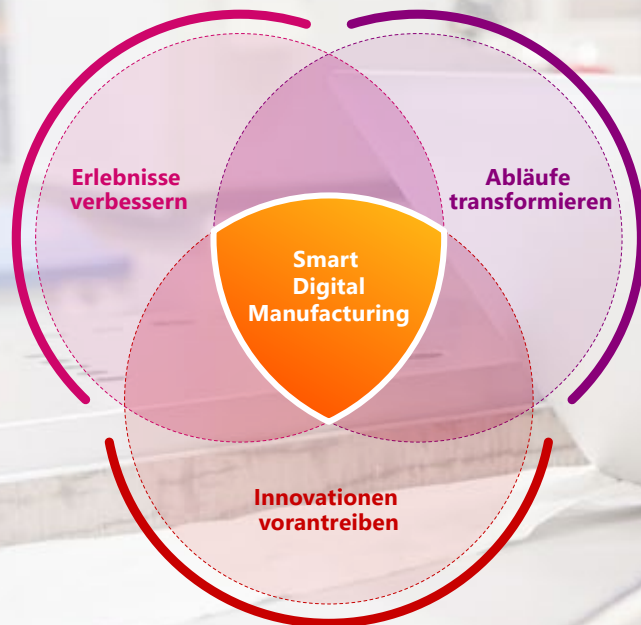 Erlebnisse
verbessern
Abläufe
transformieren
Smart
Digital
Manufacturing
Innovationen
vorantreiben